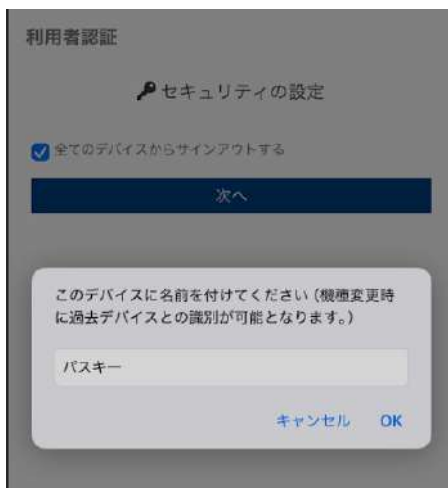 利用者認証
セキュリティの設定
全てのデバイスからサインアウトする
次へ
このデバイスに名前を付けてください（機種変更時
に過去デバイスとの識別が可能となります。）
パスキー
キャンセル OK